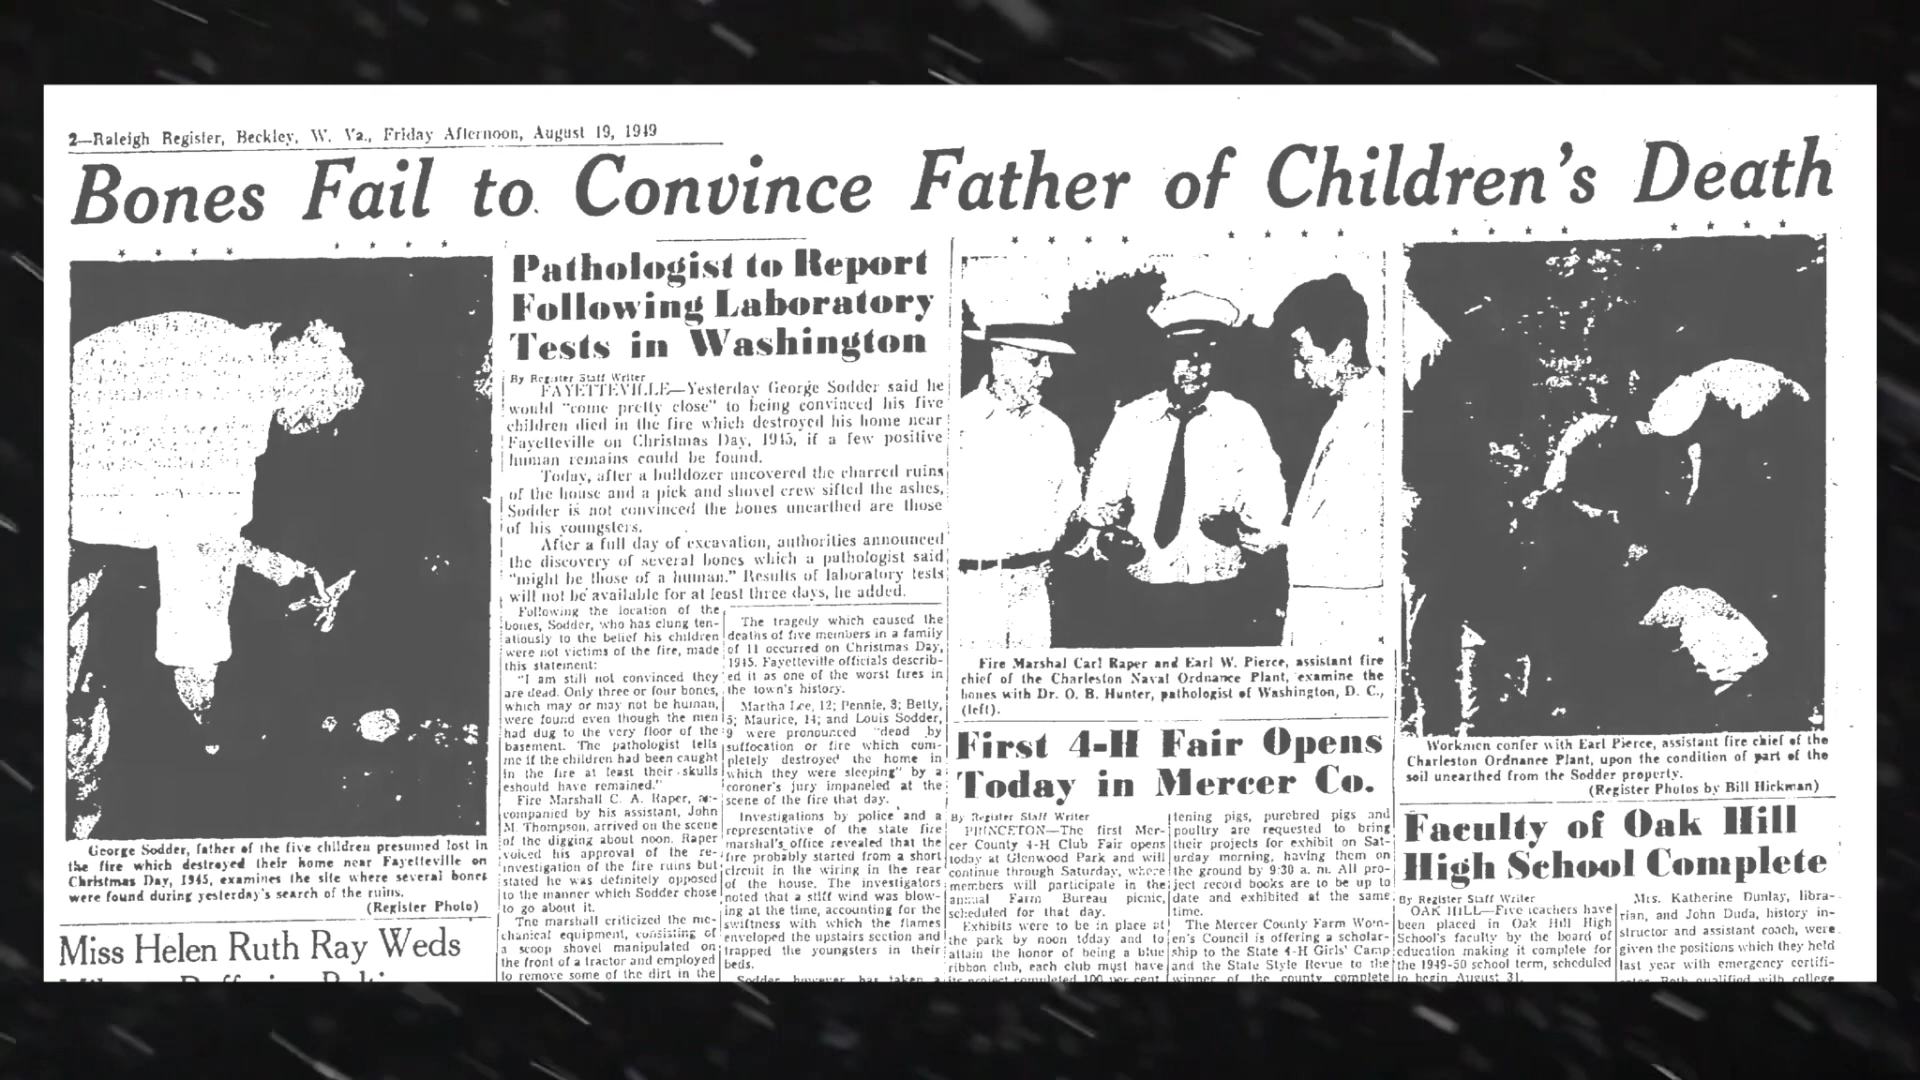 2—Raleigh Register, Beckley, W. Va., Friday Afternoon, August 19, 1949
Bones Fail to Convince Father of Children's Death
George Sodder, father of the five children presumed lost in
the fire which destroyed their home near Fayetteville on
Christmas Day, 1945, examines the site where several bones
were found during yesterday's search of the ruins.
(Register Photo)
Miss Helen Ruth Ray Weds
Pathologist to Report
Following Laboratory
Tests in Washington
By Register Staff Writer
FAYETTEVILLE—Yesterday George Sodder said he
would "come pretty close" to being convinced his five
children died in the fire which destroyed his home near
Fayetteville on Christmas Day, 1945, if a few positive
human remains could be found.
Today, after a bulldozer uncovered the charred ruins
of the house and a pick and shovel crew sifted the ashes,
Sodder is not convinced the bones unearthed are those
of his youngsters.
After a full day of excavation, authorities announced
the discovery of several bones which a pathologist said
"might be those of a human." Results of laboratory tests
will not be available for at least three days, he added.
Following the location of the
bones, Sodder, who has clung ten-
atiously to the belief his children
were not victims of the fire, made
this statement:
"I am still not convinced they
are dead. Only three or four bones,
which may or may not be human,
were found even though the men
had dug to the very floor of the
basement. The pathologist tells
me if the children had been caught
in the fire at least their skulls
eshould have remained."
Fire Marshall C. A. Raper, ac-
companied by his assistant, John
M. Thompson, arrived on the scene
of the digging about noon. Raper
voiced his approval of the re-
investigation of the fire ruins but
stated he was definitely opposed
to the manner which Sodder chose
to go about it.
The marshall criticized the me-
chanical equipment, consisting of
a scoop shovel manipulated on
the front of a tractor and employed
to remove some of the dirt in the
The tragedy which caused the
deaths of five members in a family
of 11 occurred on Christmas Day,
1945. Fayetteville officials describ-
ed it as one of the worst fires in
the town's history.
Martha Lee, 12; Pennie, 8; Betty,
5; Maurice, 14; and Louis Sodder,
9 were pronounced "dead by
suffocation or fire which com-
pletely destroyed the home in
which they were sleeping" by a
coroner's jury impaneled at the
scene of the fire that day.
Investigations by police and a
representative of the state fire
marshal's office revealed that the
fire probably started from a short
circuit in the wiring in the rear
of the house. The investigators
noted that a stiff wind was blow-
ing at the time, accounting for the
swiftness with which the flames
enveloped the upstairs section and
trapped the youngsters in their
beds.
Sodder however has taken a
Fire Marshal Carl Raper and Earl W. Pierce, assistant fire
chief of the Charleston Naval Ordnance Plant, examine the
bones with Dr. O. B. Hunter, pathologist of Washington, D. C.,
(left).
First 4-H Fair Opens
Today in Mercer Co.
By Register Staff Writer
PRINCETON—The first Mer-
cer County 4-H Club Fair opens
today at Glenwood Park and will
continue through Saturday, where
members will participate in the
annual Farm Bureau picnic,
scheduled for that day.
Exhibits were to be in place at
the park by noon today and to
attain the honor of being a blue
ribbon club, each club must have
its project completed 100 per cent
tening pigs, purebred pigs and
poultry are requested to bring
their projects for exhibit on Sat-
urday morning, having them on
the ground by 9:30 a. m. All pro-
ject record books are to be up to
date and exhibited at the same
time.
The Mercer County Farm Wom-
en's Council is offering a scholar-
ship to the State 4-H Girls' Camp
and the State Style Revue to the
winner of the county complete
Workmen confer with Earl Pierce, assistant fire chief of the
Charleston Ordnance Plant, upon the condition of part of the
soil unearthed from the Sodder property.
(Register Photos by Bill Hickman)
Faculty of Oak Hill
High School Complete
By Register Staff Writer
OAK HILL—Five teachers have
been placed in Oak Hill High
School's faculty by the board of
education making it complete for
the 1949-50 school term, scheduled
to begin August 31.
Mrs. Katherine Dunlay, libra-
rian, and John Duda, history in-
structor and assistant coach, were
given the positions which they held
last year with emergency certifi-
qualified with college